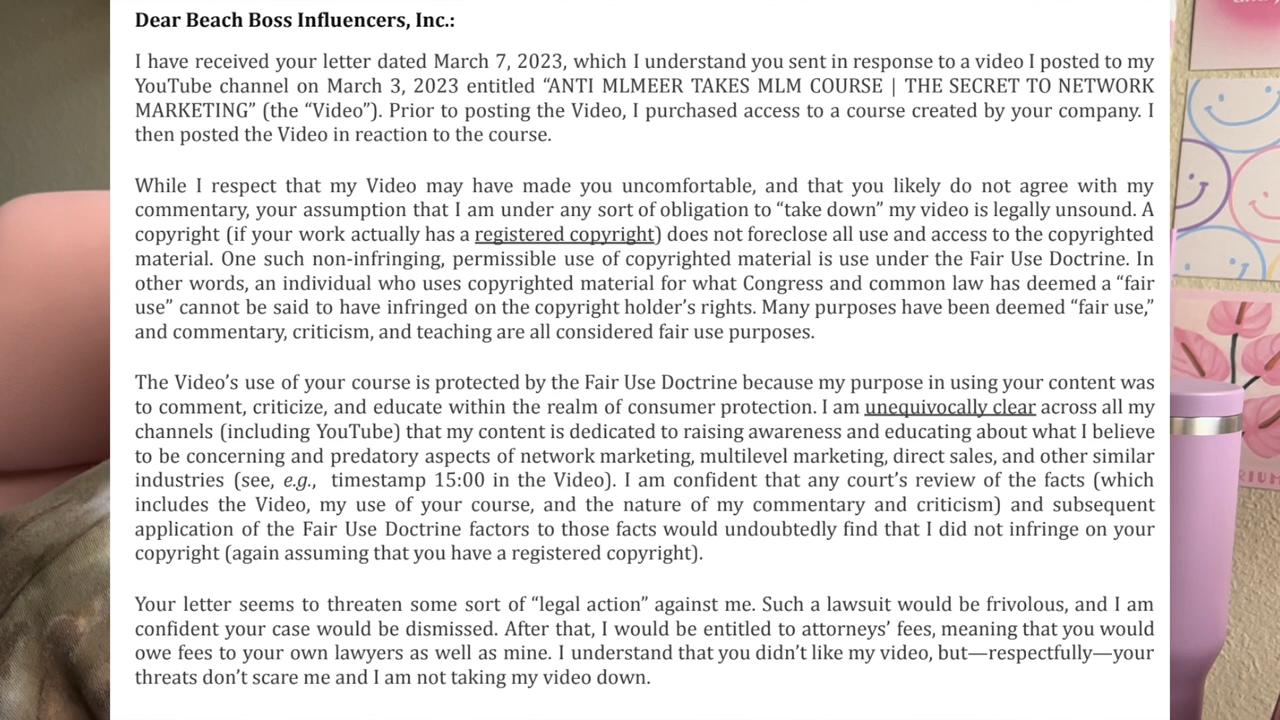 Dear Beach Boss Influencers, Inc.:
I have received your letter dated March 7, 2023, which I understand you sent in response to a video I posted to my
YouTube channel on March 3, 2023 entitled “ANTI MLMEER TAKES MLM COURSE | THE SECRET TO NETWORK
MARKETING” (the “Video”). Prior to posting the Video, I purchased access to a course created by your company. I
then posted the Video in reaction to the course.
While I respect that my Video may have made you uncomfortable, and that you likely do not agree with my
commentary, your assumption that I am under any sort of obligation to “take down” my video is legally unsound. A
copyright (if your work actually has a registered copyright) does not foreclose all use and access to the copyrighted
material. One such non-infringing, permissible use of copyrighted material is use under the Fair Use Doctrine. In
other words, an individual who uses copyrighted material for what Congress and common law has deemed a “fair
use” cannot be said to have infringed on the copyright holder’s rights. Many purposes have been deemed “fair use,”
and commentary, criticism, and teaching are all considered fair use purposes.
The Video’s use of your course is protected by the Fair Use Doctrine because my purpose in using your content was
to comment, criticize, and educate within the realm of consumer protection. I am unequivocally clear across all my
channels (including YouTube) that my content is dedicated to raising awareness and educating about what I believe
to be concerning and predatory aspects of network marketing, multilevel marketing, direct sales, and other similar
industries (see, e.g., timestamp 15:00 in the Video). I am confident that any court’s review of the facts (which
includes the Video, my use of your course, and the nature of my commentary and criticism) and subsequent
application of the Fair Use Doctrine factors to those facts would undoubtedly find that I did not infringe on your
copyright (again assuming that you have a registered copyright).
Your letter seems to threaten some sort of “legal action” against me. Such a lawsuit would be frivolous, and I am
confident your case would be dismissed. After that, I would be entitled to attorneys’ fees, meaning that you would
owe fees to your own lawyers as well as mine. I understand that you didn’t like my video, but—respectfully—your
threats don’t scare me and I am not taking my video down.